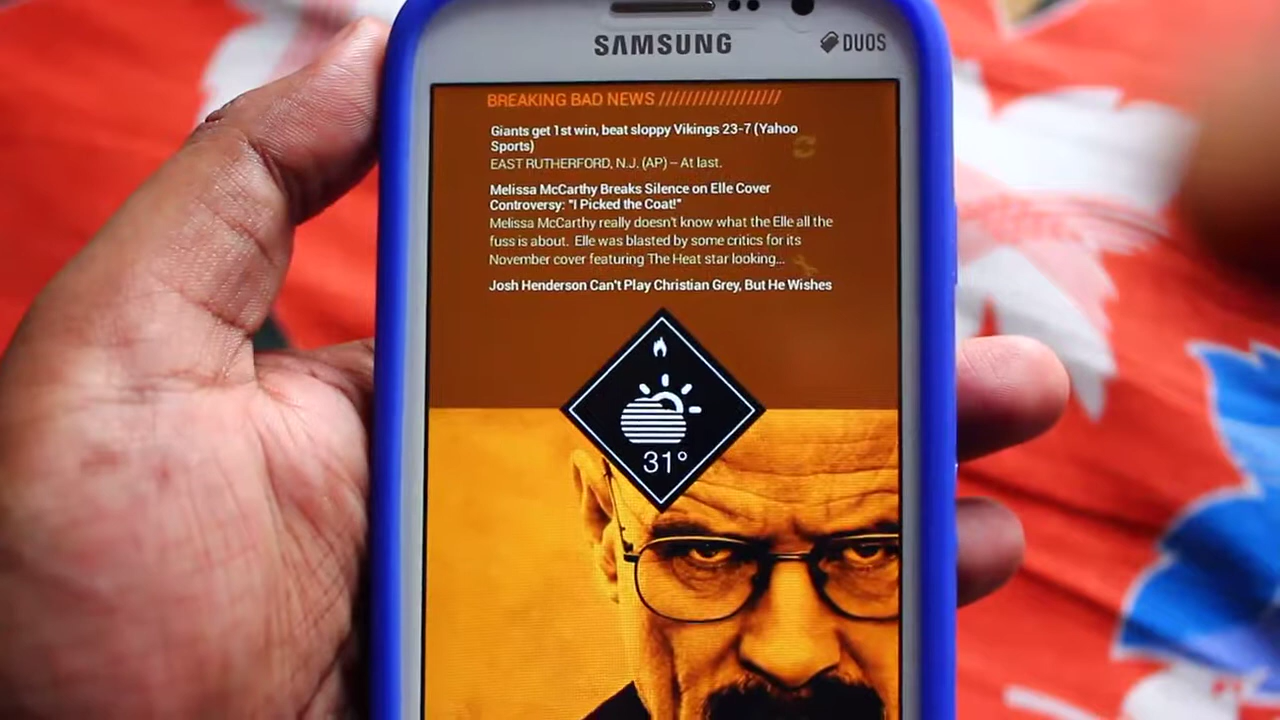 SAMSUNG
DUOS
BREAKING BAD NEWS //////////////////
Giants get 1st win, beat sloppy Vikings 23-7 (Yahoo
Sports)
EAST RUTHERFORD, N.J. (AP) – At last.
Melissa McCarthy Breaks Silence on Elle Cover
Controversy: "I Picked the Coat!"
Melissa McCarthy really doesn't know what the Elle all the
fuss is about. Elle was blasted by some critics for its
November cover featuring The Heat star looking...
Josh Henderson Can't Play Christian Grey, But He Wishes
31°